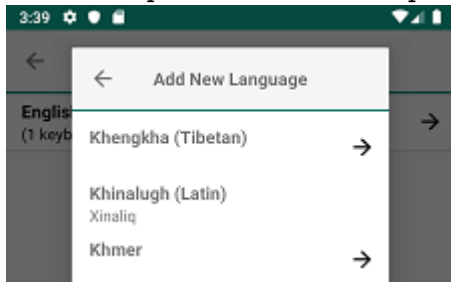 3:39
Add New Language
Englis
(1 keyb
Khengkha (Tibetan)
Khinalugh (Latin)
Xinaliq
Khmer